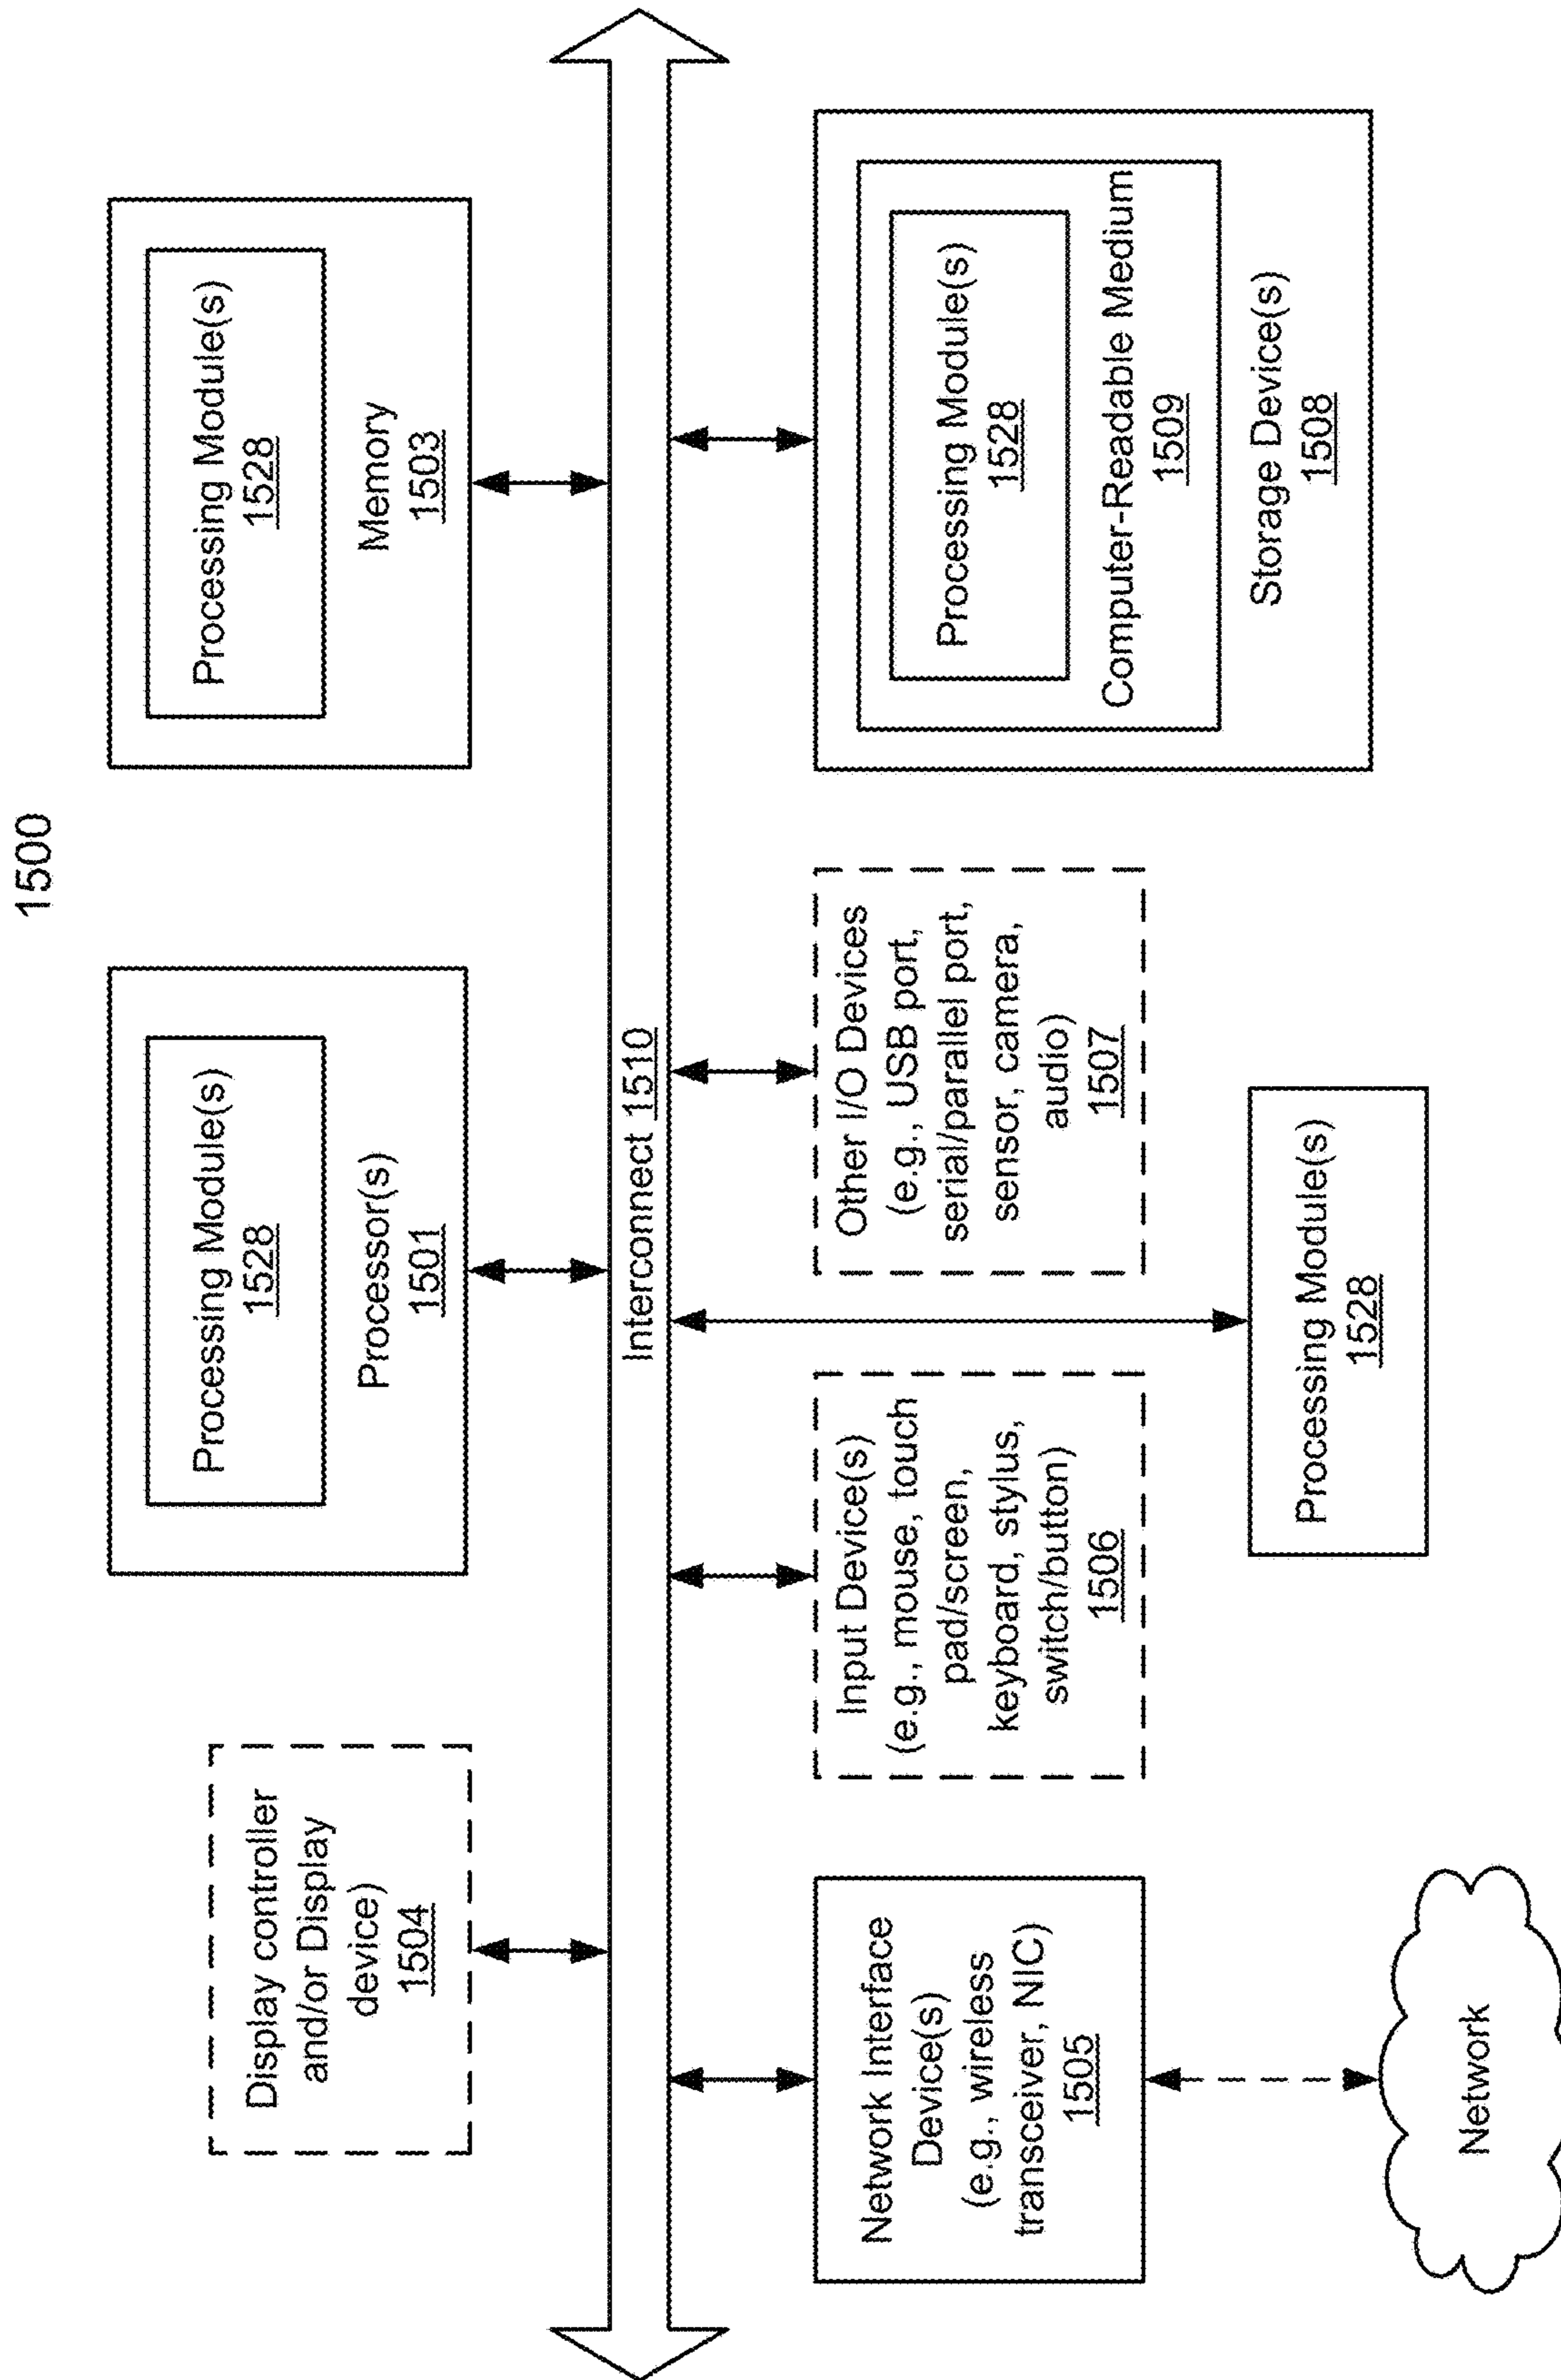 1500
Display controller
and/or Display
device)
1504
Processing Module(s)
1528
Processor(s)
1501
Processing Module(s)
1528
Memory
1503
Interconnect 1510
Network Interface
Device(s)
(e.g., wireless
transceiver, NIC)
1505
Input Device(s)
(e.g., mouse, touch
pad/screen,
keyboard, stylus,
switch/button)
1506
Other I/O Devices
(e.g., USB port,
serial/parallel port,
sensor, camera,
audio)
1507
Processing Module(s)
1528
Computer-Readable Medium
1509
Storage Device(s)
1508
Network
Processing Module(s)
1528